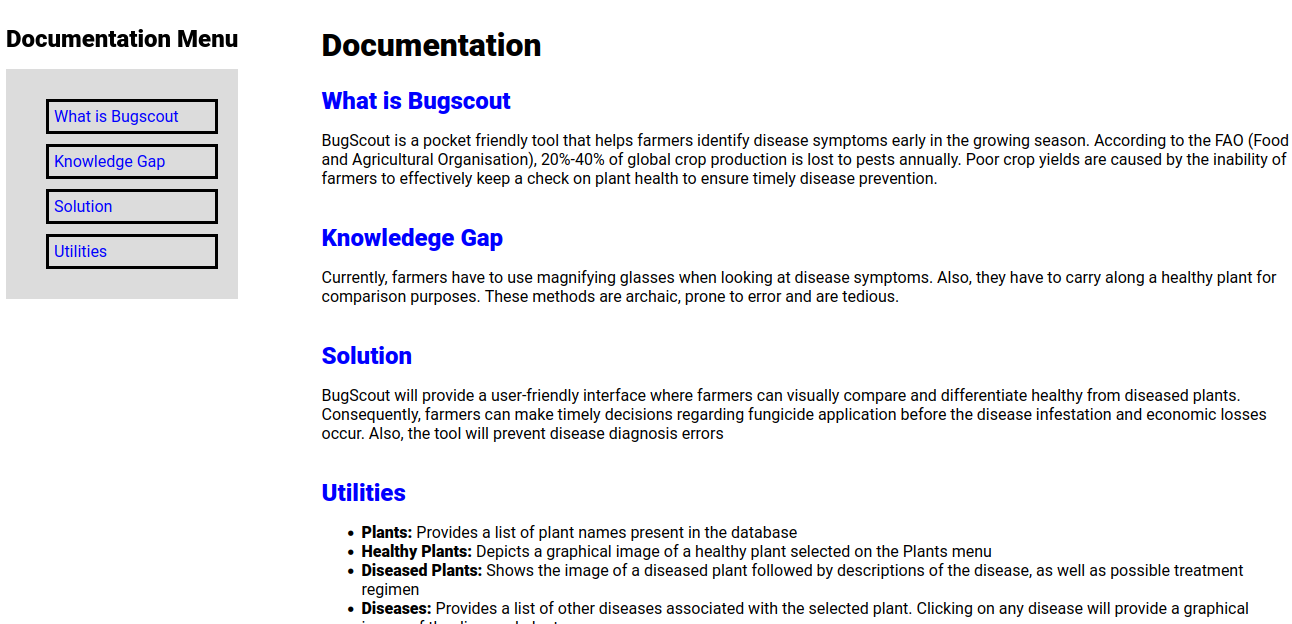 Documentation Menu
What is Bugscout
Knowledge Gap
Solution
Utilities
Documentation
What is Bugscout
BugScout is a pocket friendly tool that helps farmers identify disease symptoms early in the growing season. According to the FAO (Food
and Agricultural Organisation), 20%-40% of global crop production is lost to pests annually. Poor crop yields are caused by the inability of
farmers to effectively keep a check on plant health to ensure timely disease prevention.
Knowledege Gap
Currently, farmers have to use magnifying glasses when looking at disease symptoms. Also, they have to carry along a healthy plant for
comparison purposes. These methods are archaic, prone to error and are tedious.
Solution
BugScout will provide a user-friendly interface where farmers can visually compare and differentiate healthy from diseased plants.
Consequently, farmers can make timely decisions regarding fungicide application before the disease infestation and economic losses
occur. Also, the tool will prevent disease diagnosis errors
Utilities
• Plants: Provides a list of plant names present in the database
• Healthy Plants: Depicts a graphical image of a healthy plant selected on the Plants menu
• Diseased Plants: Shows the image of a diseased plant followed by descriptions of the disease, as well as possible treatment
regimen
• Diseases: Provides a list of other diseases associated with the selected plant. Clicking on any disease will provide a graphical